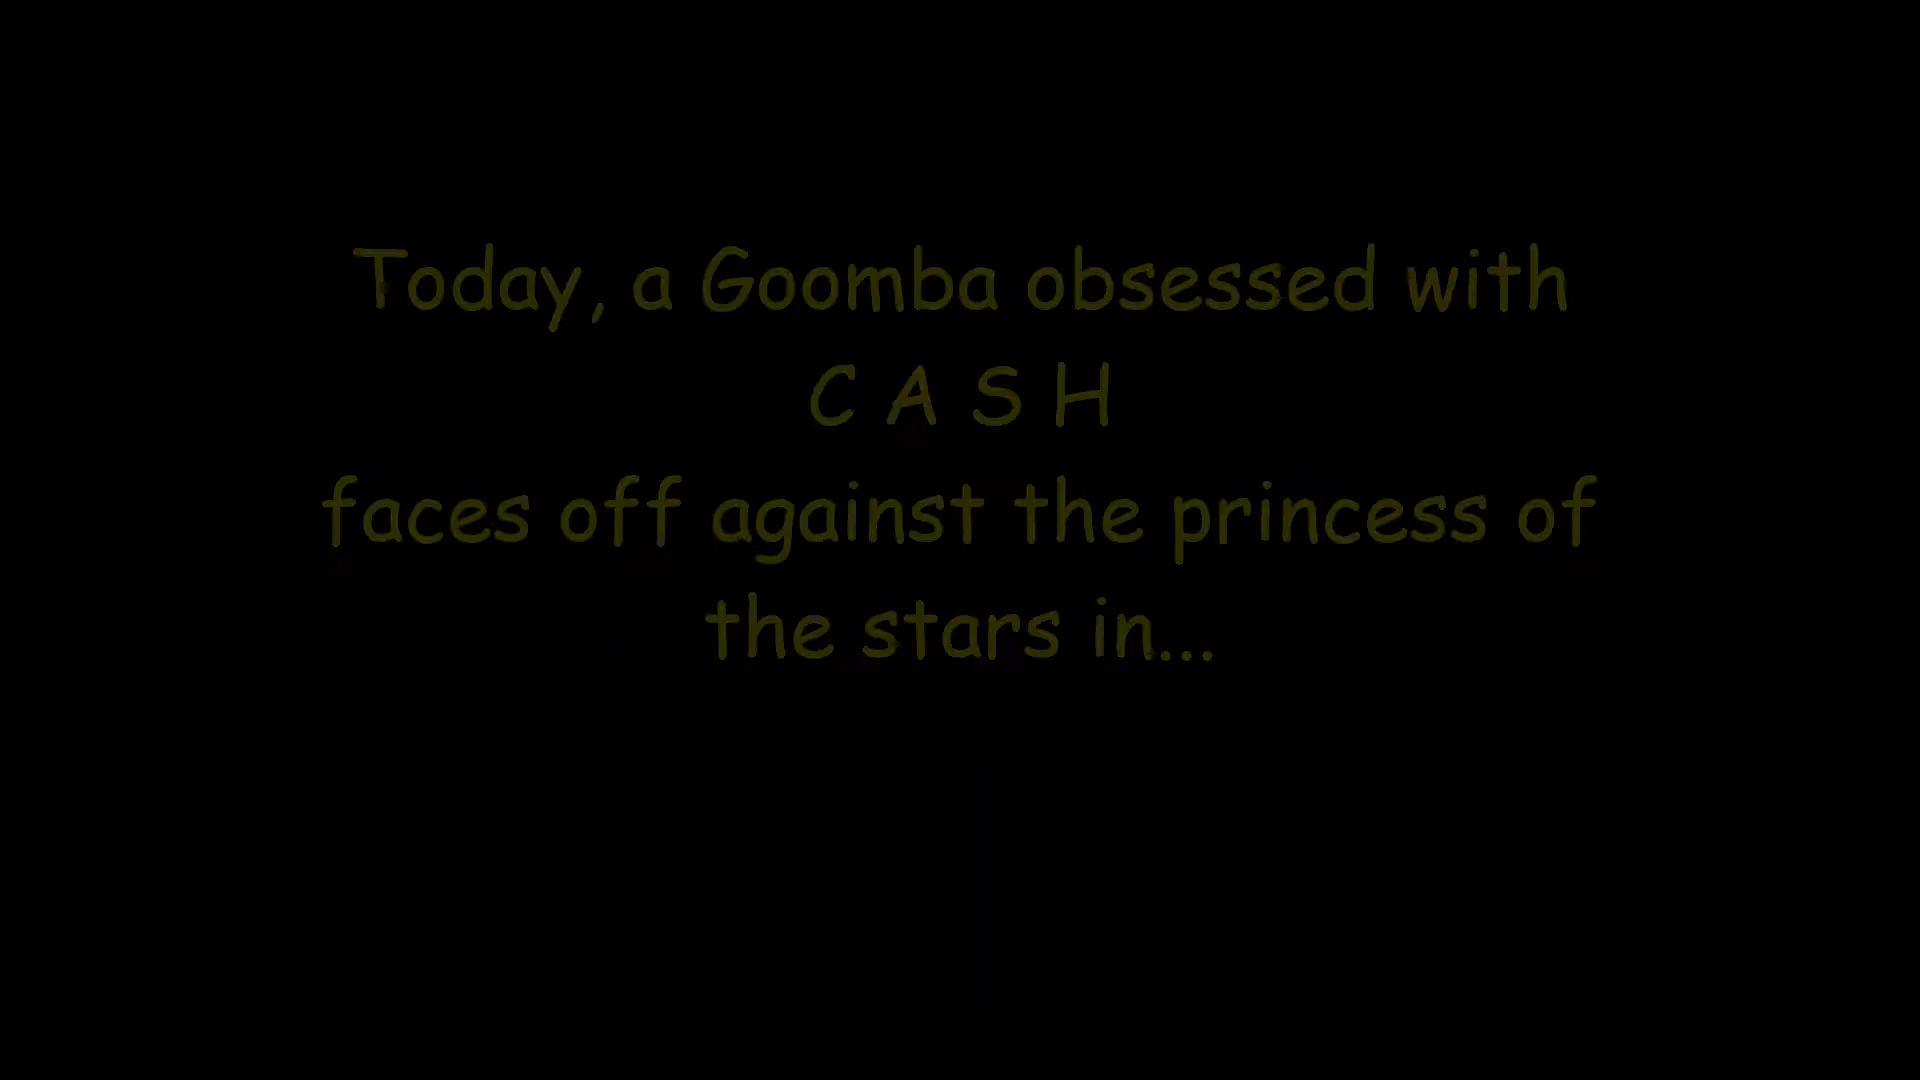 Today, a Goomba obsessed with
C A S H
faces off against the princess of
the stars in...